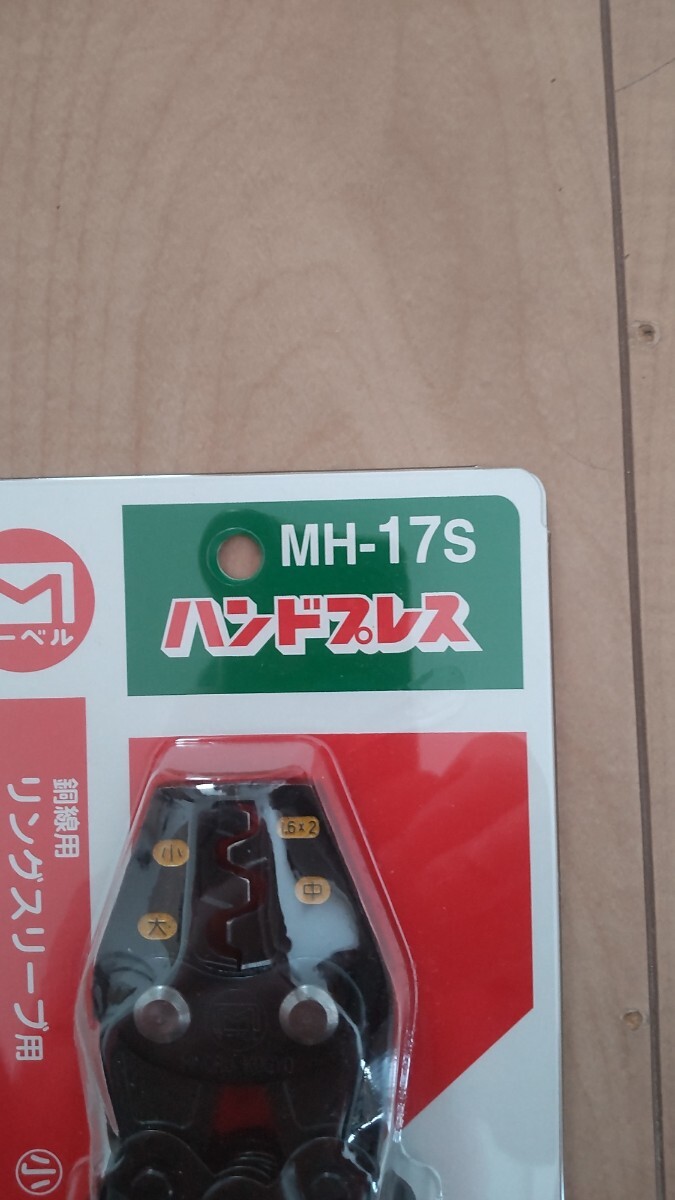 MH-17S
ハンドプレス
ーベル
銅線用
リングスリーブ用
小
1.6×2
小
中
大